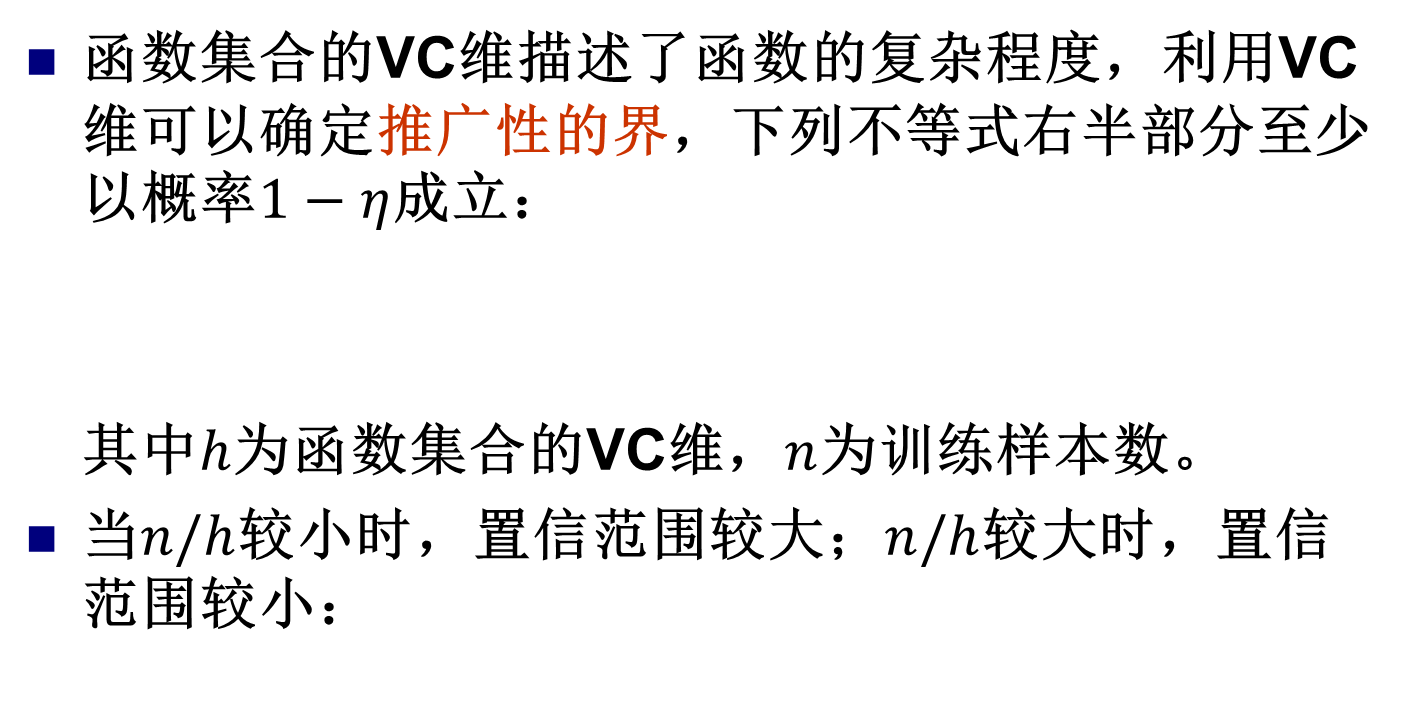 ■ 函数集合的VC维描述了函数的复杂程度，利用VC
维可以确定推广性的界，下列不等式右半部分至少
以概率1 − η成立：
其中h为函数集合的VC维，n为训练样本数。
■ 当n/h较小时，置信范围较大；n/h较大时，置信
范围较小：